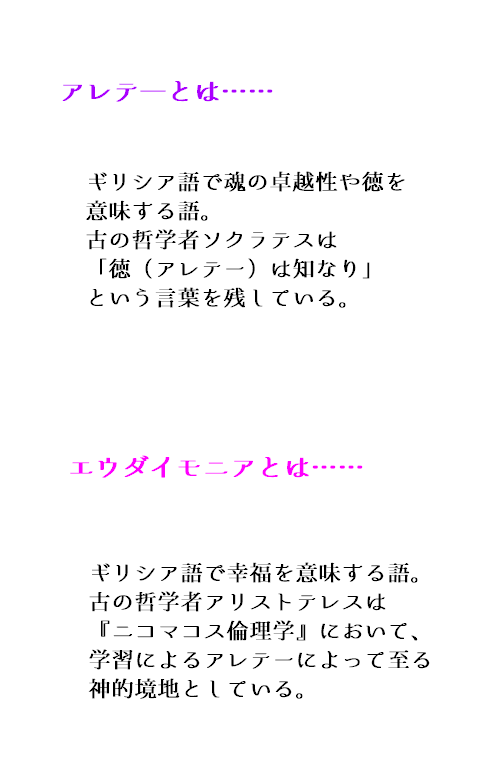 アレテーとは……
ギリシア語で魂の卓越性や徳を
意味する語。
古の哲学者ソクラテスは
「徳（アレテー）は知なり」
という言葉を残している。
エウダイモニアとは……
ギリシア語で幸福を意味する語。
古の哲学者アリストテレスは
『ニコマコス倫理学』において、
学習によるアレテーによって至る
神的境地としている。